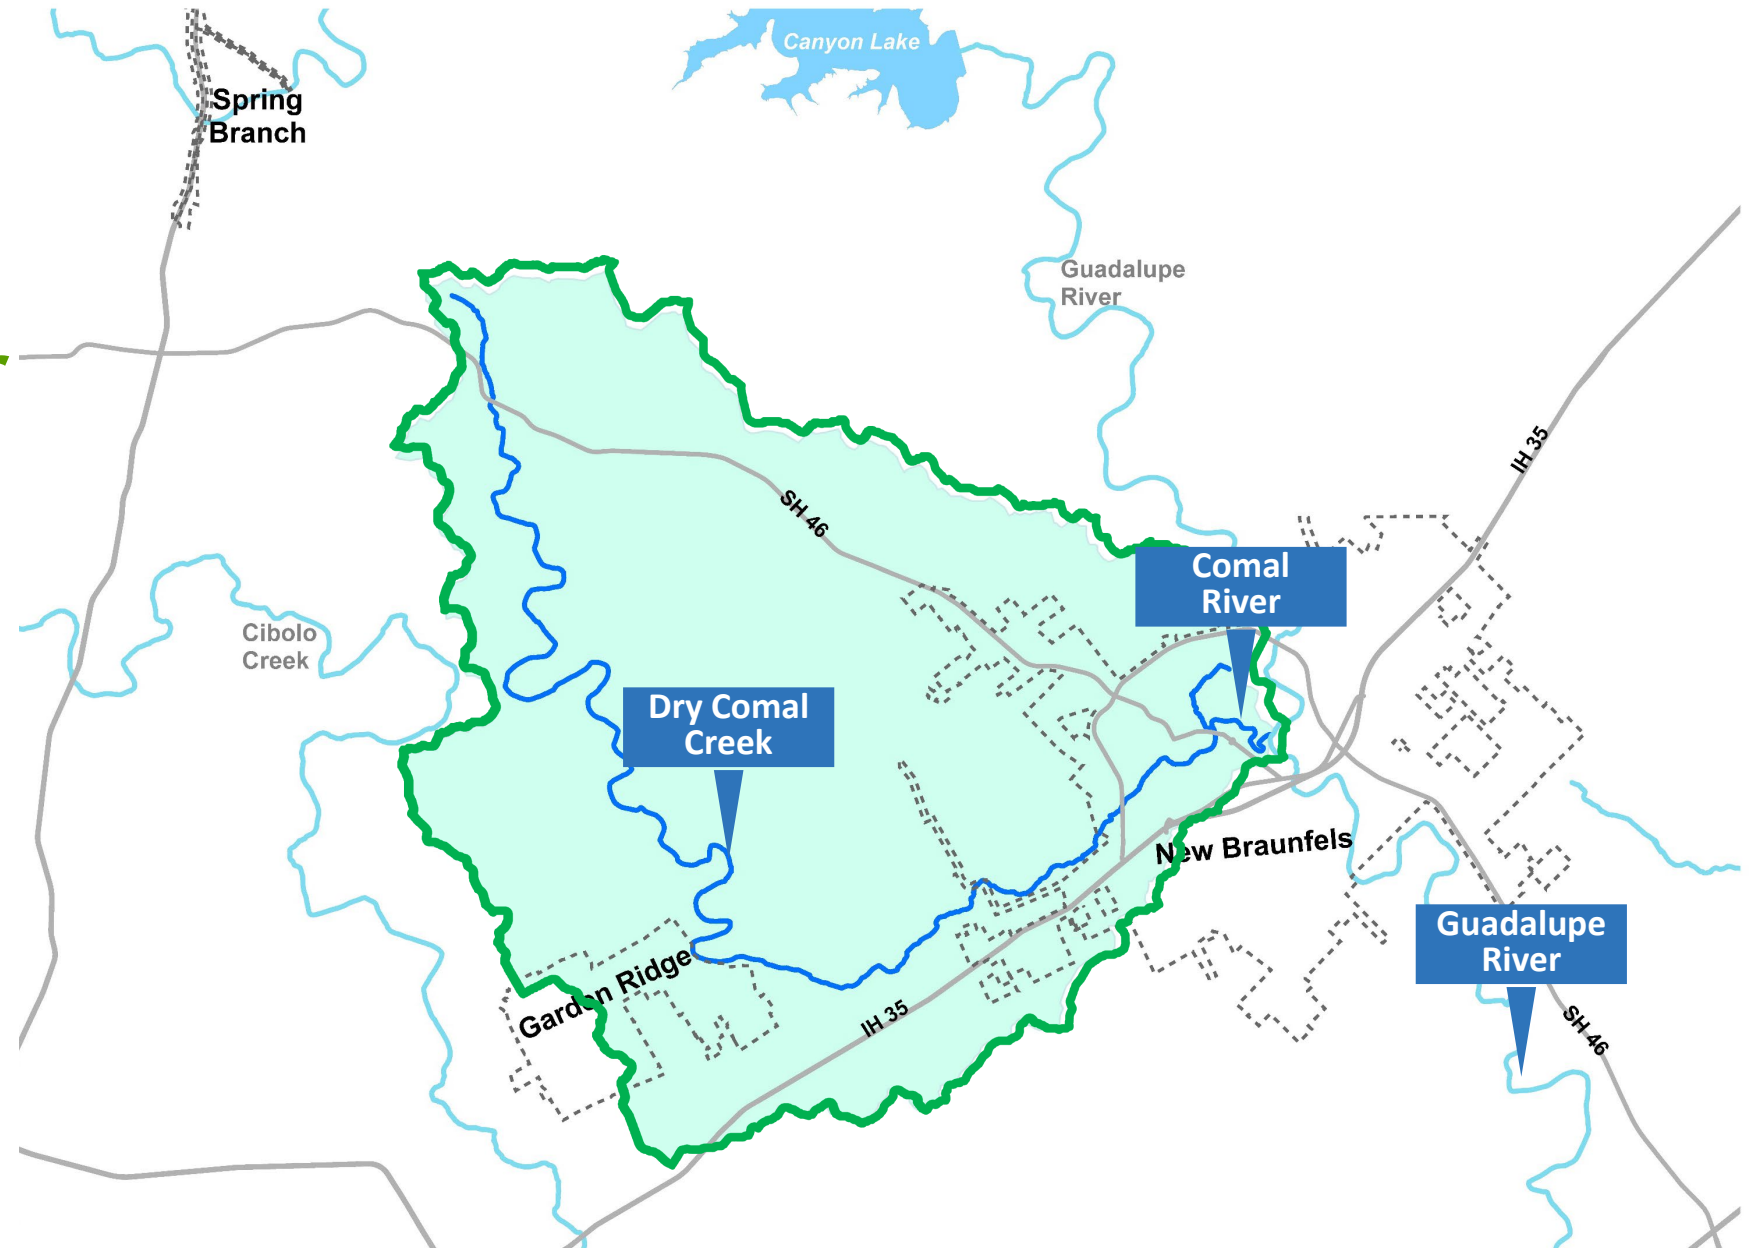 Canyon Lake
Spring
Branch
Guadalupe
River
IH 35
SH 46
Comal
River
Cibolo
Creek
Dry Comal
Creek
New Braunfels
Guadalupe
River
Garden Ridge
IH 35
SH 46